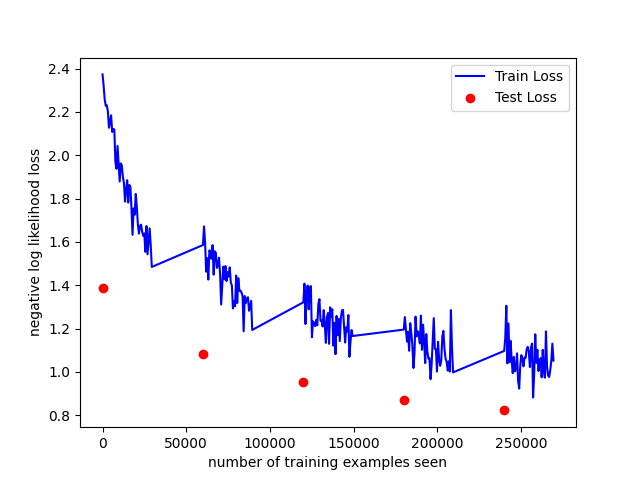 Train Loss
Test Loss
negative log likelihood loss
2.4
2.2
2.0
1.8
1.6
1.4
1.2
1.0
0.8
0 50000 100000 150000 200000 250000
number of training examples seen